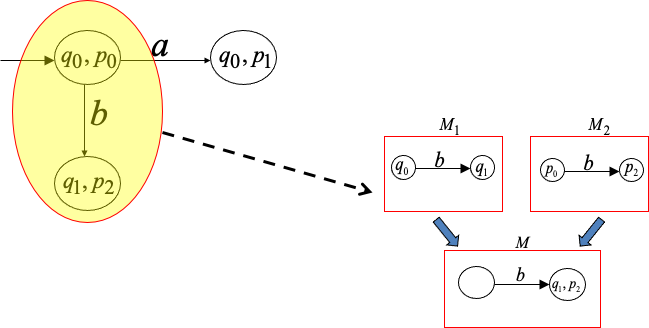 q₀, p₀
a
q₀, p₁
b
q₁, p₂
M₁
M₂
q₀ b q₁
p₀ b p₂
M
b
q₁, p₂